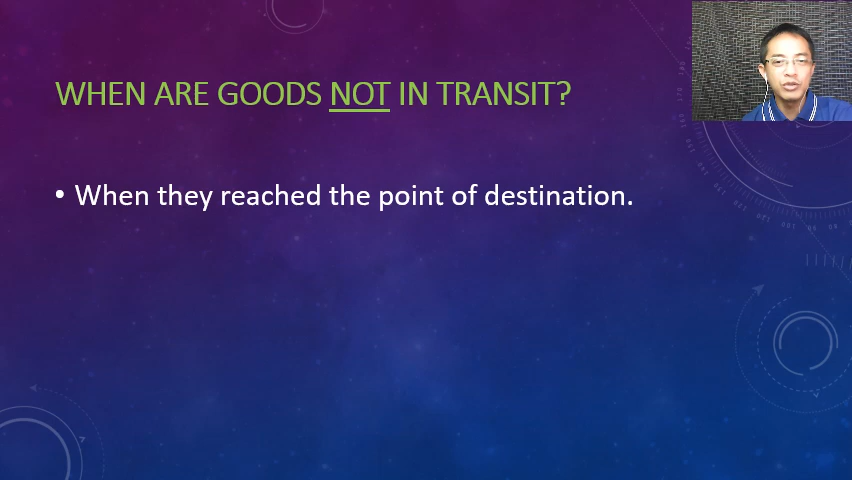 WHEN ARE GOODS NOT IN TRANSIT?
• When they reached the point of destination.